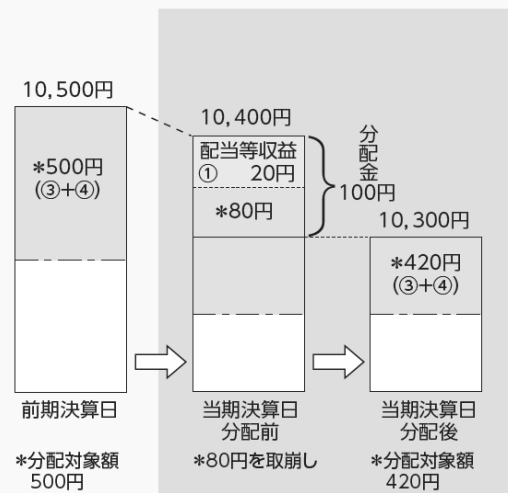 10,500円
*500円
(③+④)
前期決算日
*分配対象額
500円
10,400円
配当等収益
① 20円
*80円
分配金
100円
当期決算日
分配前
*80円を取崩し
10,300円
*420円
(③+④)
当期決算日
分配後
*分配対象額
420円